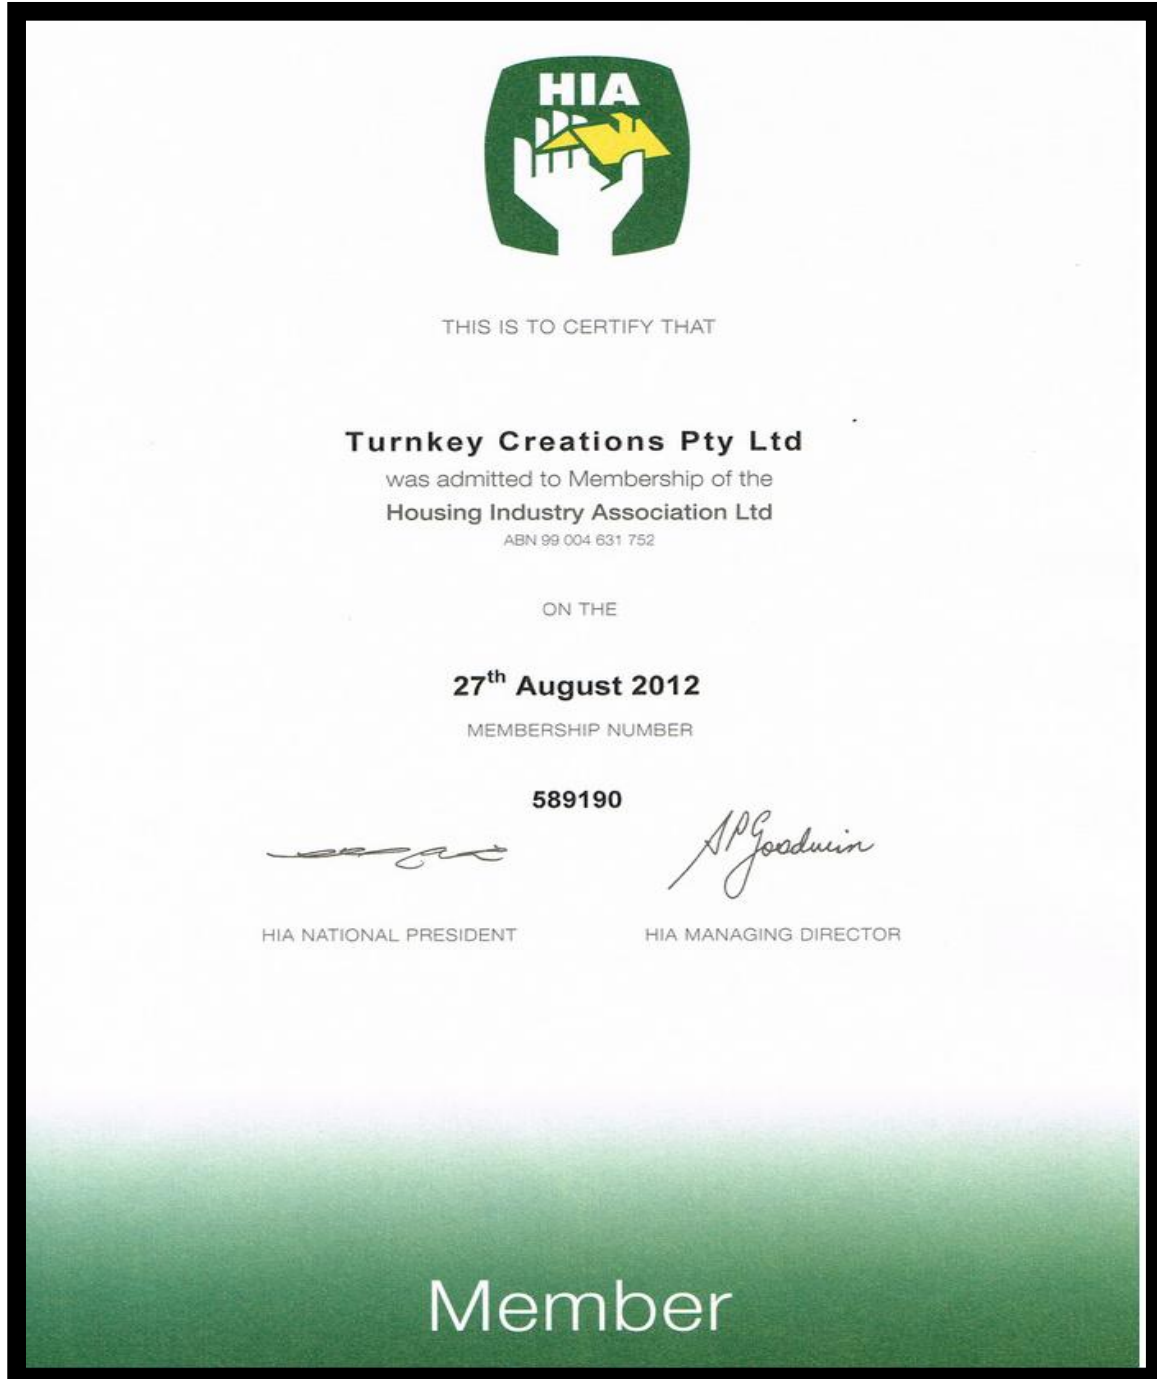 HIA
THIS IS TO CERTIFY THAT
Turnkey Creations Pty Ltd
was admitted to Membership of the
Housing Industry Association Ltd
ABN 99 004 631 752
ON THE
27th August 2012
MEMBERSHIP NUMBER
589190
SPGoodwin
HIA NATIONAL PRESIDENT HIA MANAGING DIRECTOR
Member